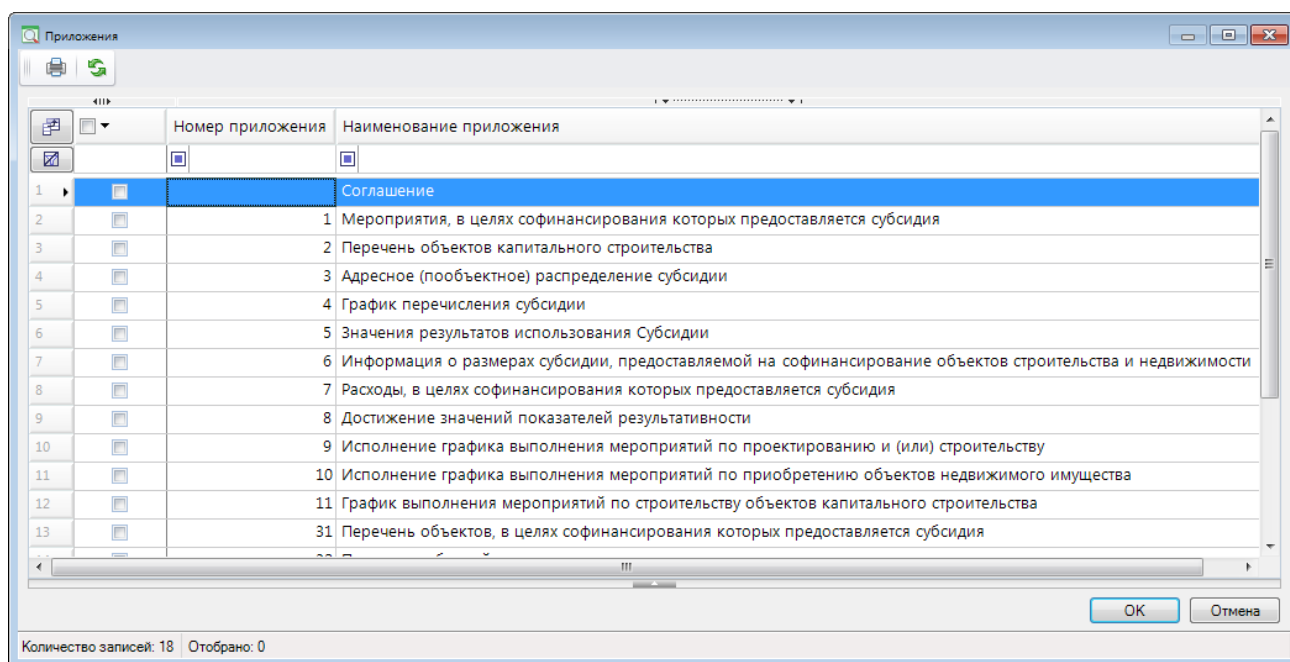 Приложения
Номер приложения Наименование приложения
1 Соглашение
2 1 Мероприятия, в целях софинансирования которых предоставляется субсидия
3 2 Перечень объектов капитального строительства
4 3 Адресное (пообъектное) распределение субсидии
5 4 График перечисления субсидии
6 5 Значения результатов использования Субсидии
7 6 Информация о размерах субсидии, предоставляемой на софинансирование объектов строительства и недвижимости
8 7 Расходы, в целях софинансирования которых предоставляется субсидия
9 8 Достижение значений показателей результативности
10 9 Исполнение графика выполнения мероприятий по проектированию и (или) строительству
11 10 Исполнение графика выполнения мероприятий по приобретению объектов недвижимого имущества
12 11 График выполнения мероприятий по строительству объектов капитального строительства
13 31 Перечень объектов, в целях софинансирования которых предоставляется субсидия
OK Отмена
Количество записей: 18 Отобрано: 0